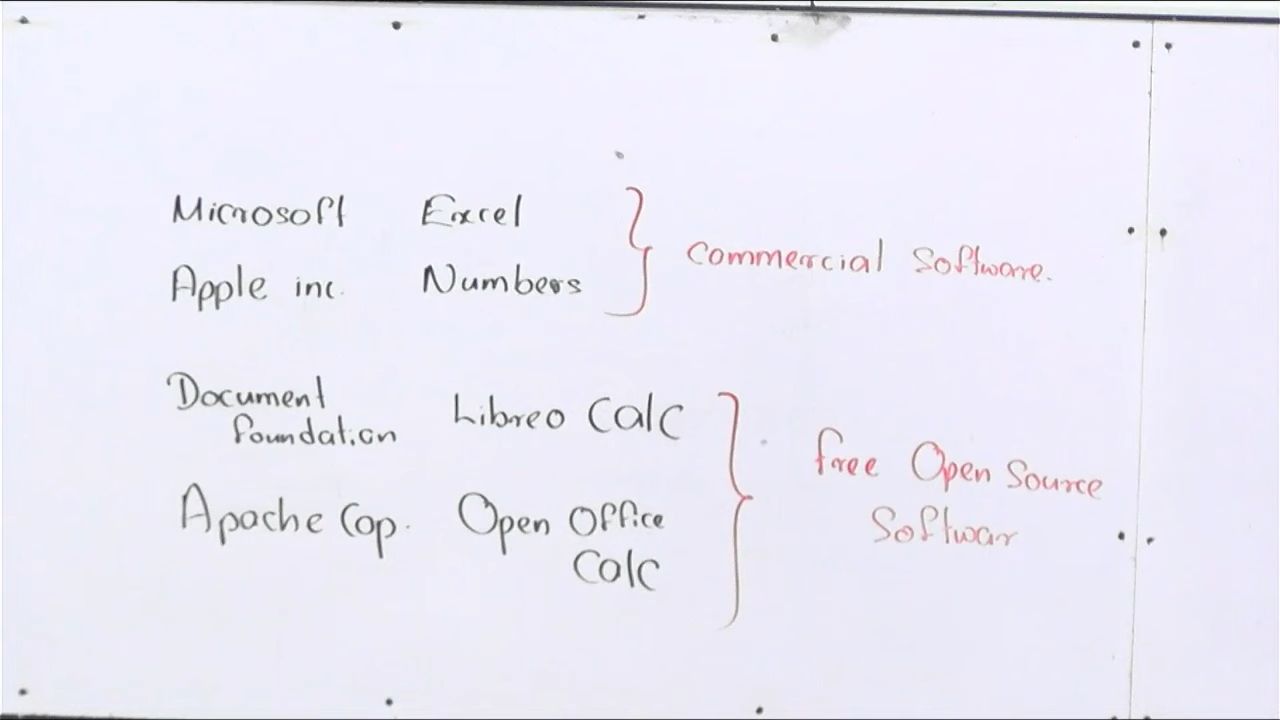 Microsoft Excel
Apple inc. Numbers
Commercial Software.
Document
foundation
Libreo Calc
Apache Cop. Open Office
Calc
free Open Source
Softwar